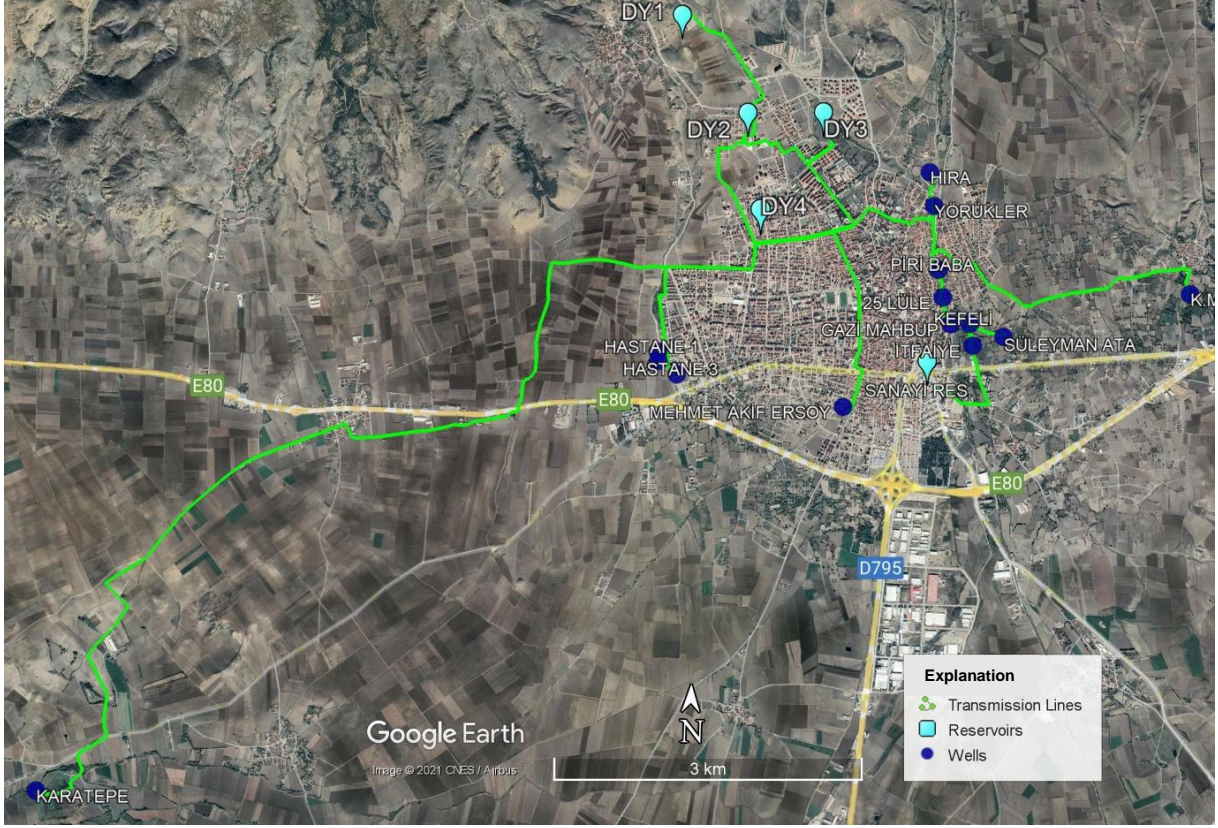 DY1
DY2
DY3
HIRA
DY4
YÖRÜKLER
PİRİ BABA
25 LÜLE
K.M
GAZİ MAHBUP
KEFELİ
SÜLEYMAN ATA
HASTANE 1
İTFAİYE
HASTANE 3
E80
E80
SANAYİ RES
MEHMET AKİF ERSOY
E80
D795
Explanation
Transmission Lines
Reservoirs
Wells
Google Earth
N
Image © 2021 CNES / Airbus
3 km
KARATEPE